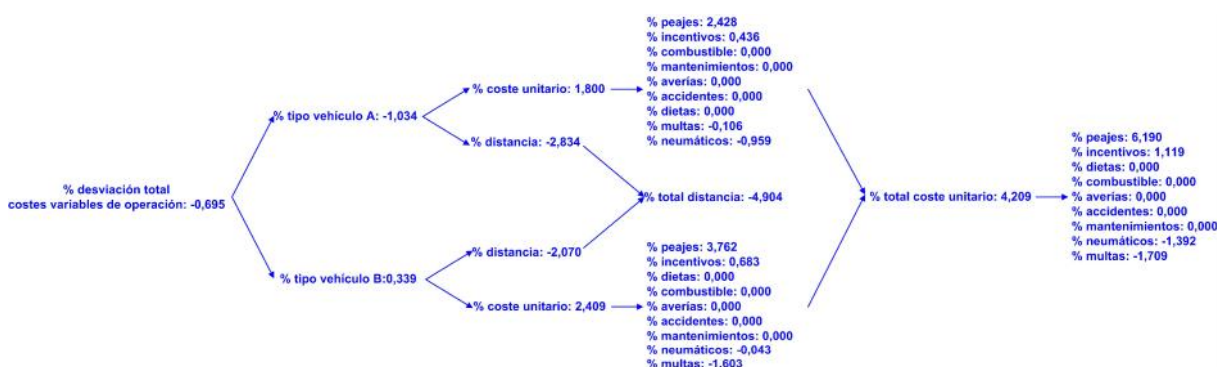 % desviación total
costes variables de operación: -0,695
% tipo vehículo A: -1,034
% tipo vehículo B:0,339
% coste unitario: 1,800
% distancia: -2,834
% distancia: -2,070
% coste unitario: 2,409
% peajes: 2,428
% incentivos: 0,436
% combustible: 0,000
% mantenimientos: 0,000
% averías: 0,000
% accidentes: 0,000
% dietas: 0,000
% multas: -0,106
% neumáticos: -0,959
% total distancia: -4,904
% peajes: 3,762
% incentivos: 0,683
% dietas: 0,000
% combustible: 0,000
% averías: 0,000
% accidentes: 0,000
% mantenimientos: 0,000
% neumáticos: -0,043
% multas: -1,603
% total coste unitario: 4,209
% peajes: 6,190
% incentivos: 1,119
% dietas: 0,000
% combustible: 0,000
% averías: 0,000
% accidentes: 0,000
% mantenimientos: 0,000
% neumáticos: -1,392
% multas: -1,709